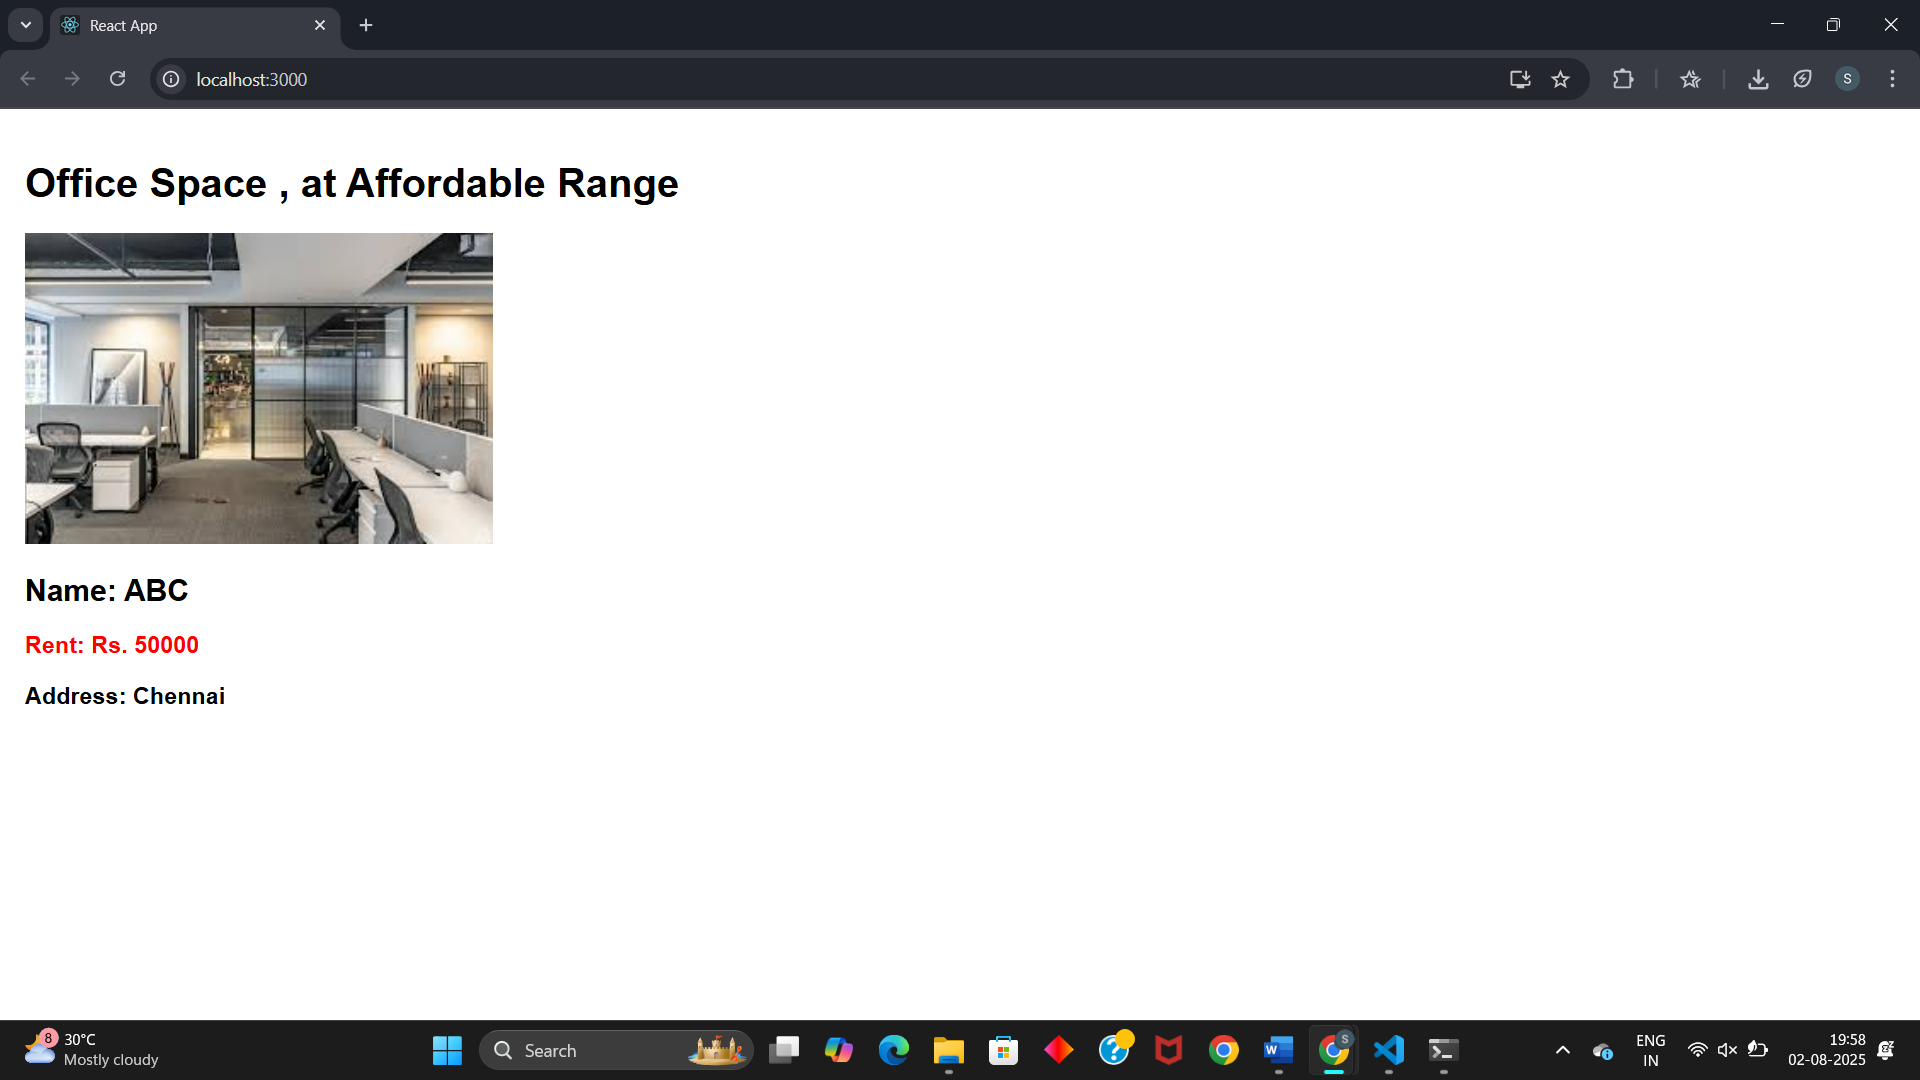 React App
localhost:3000
Office Space , at Affordable Range
Name: ABC
Rent: Rs. 50000
Address: Chennai
8
30°C
Mostly cloudy
Search
S
S
W
ENG
IN
19:58
02-08-2025